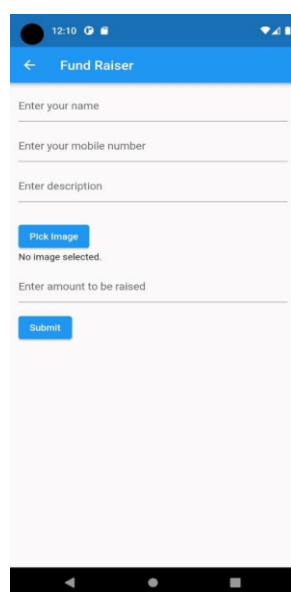 12:10
Fund Raiser
Enter your name
Enter your mobile number
Enter description
Pick Image
No image selected.
Enter amount to be raised
Submit